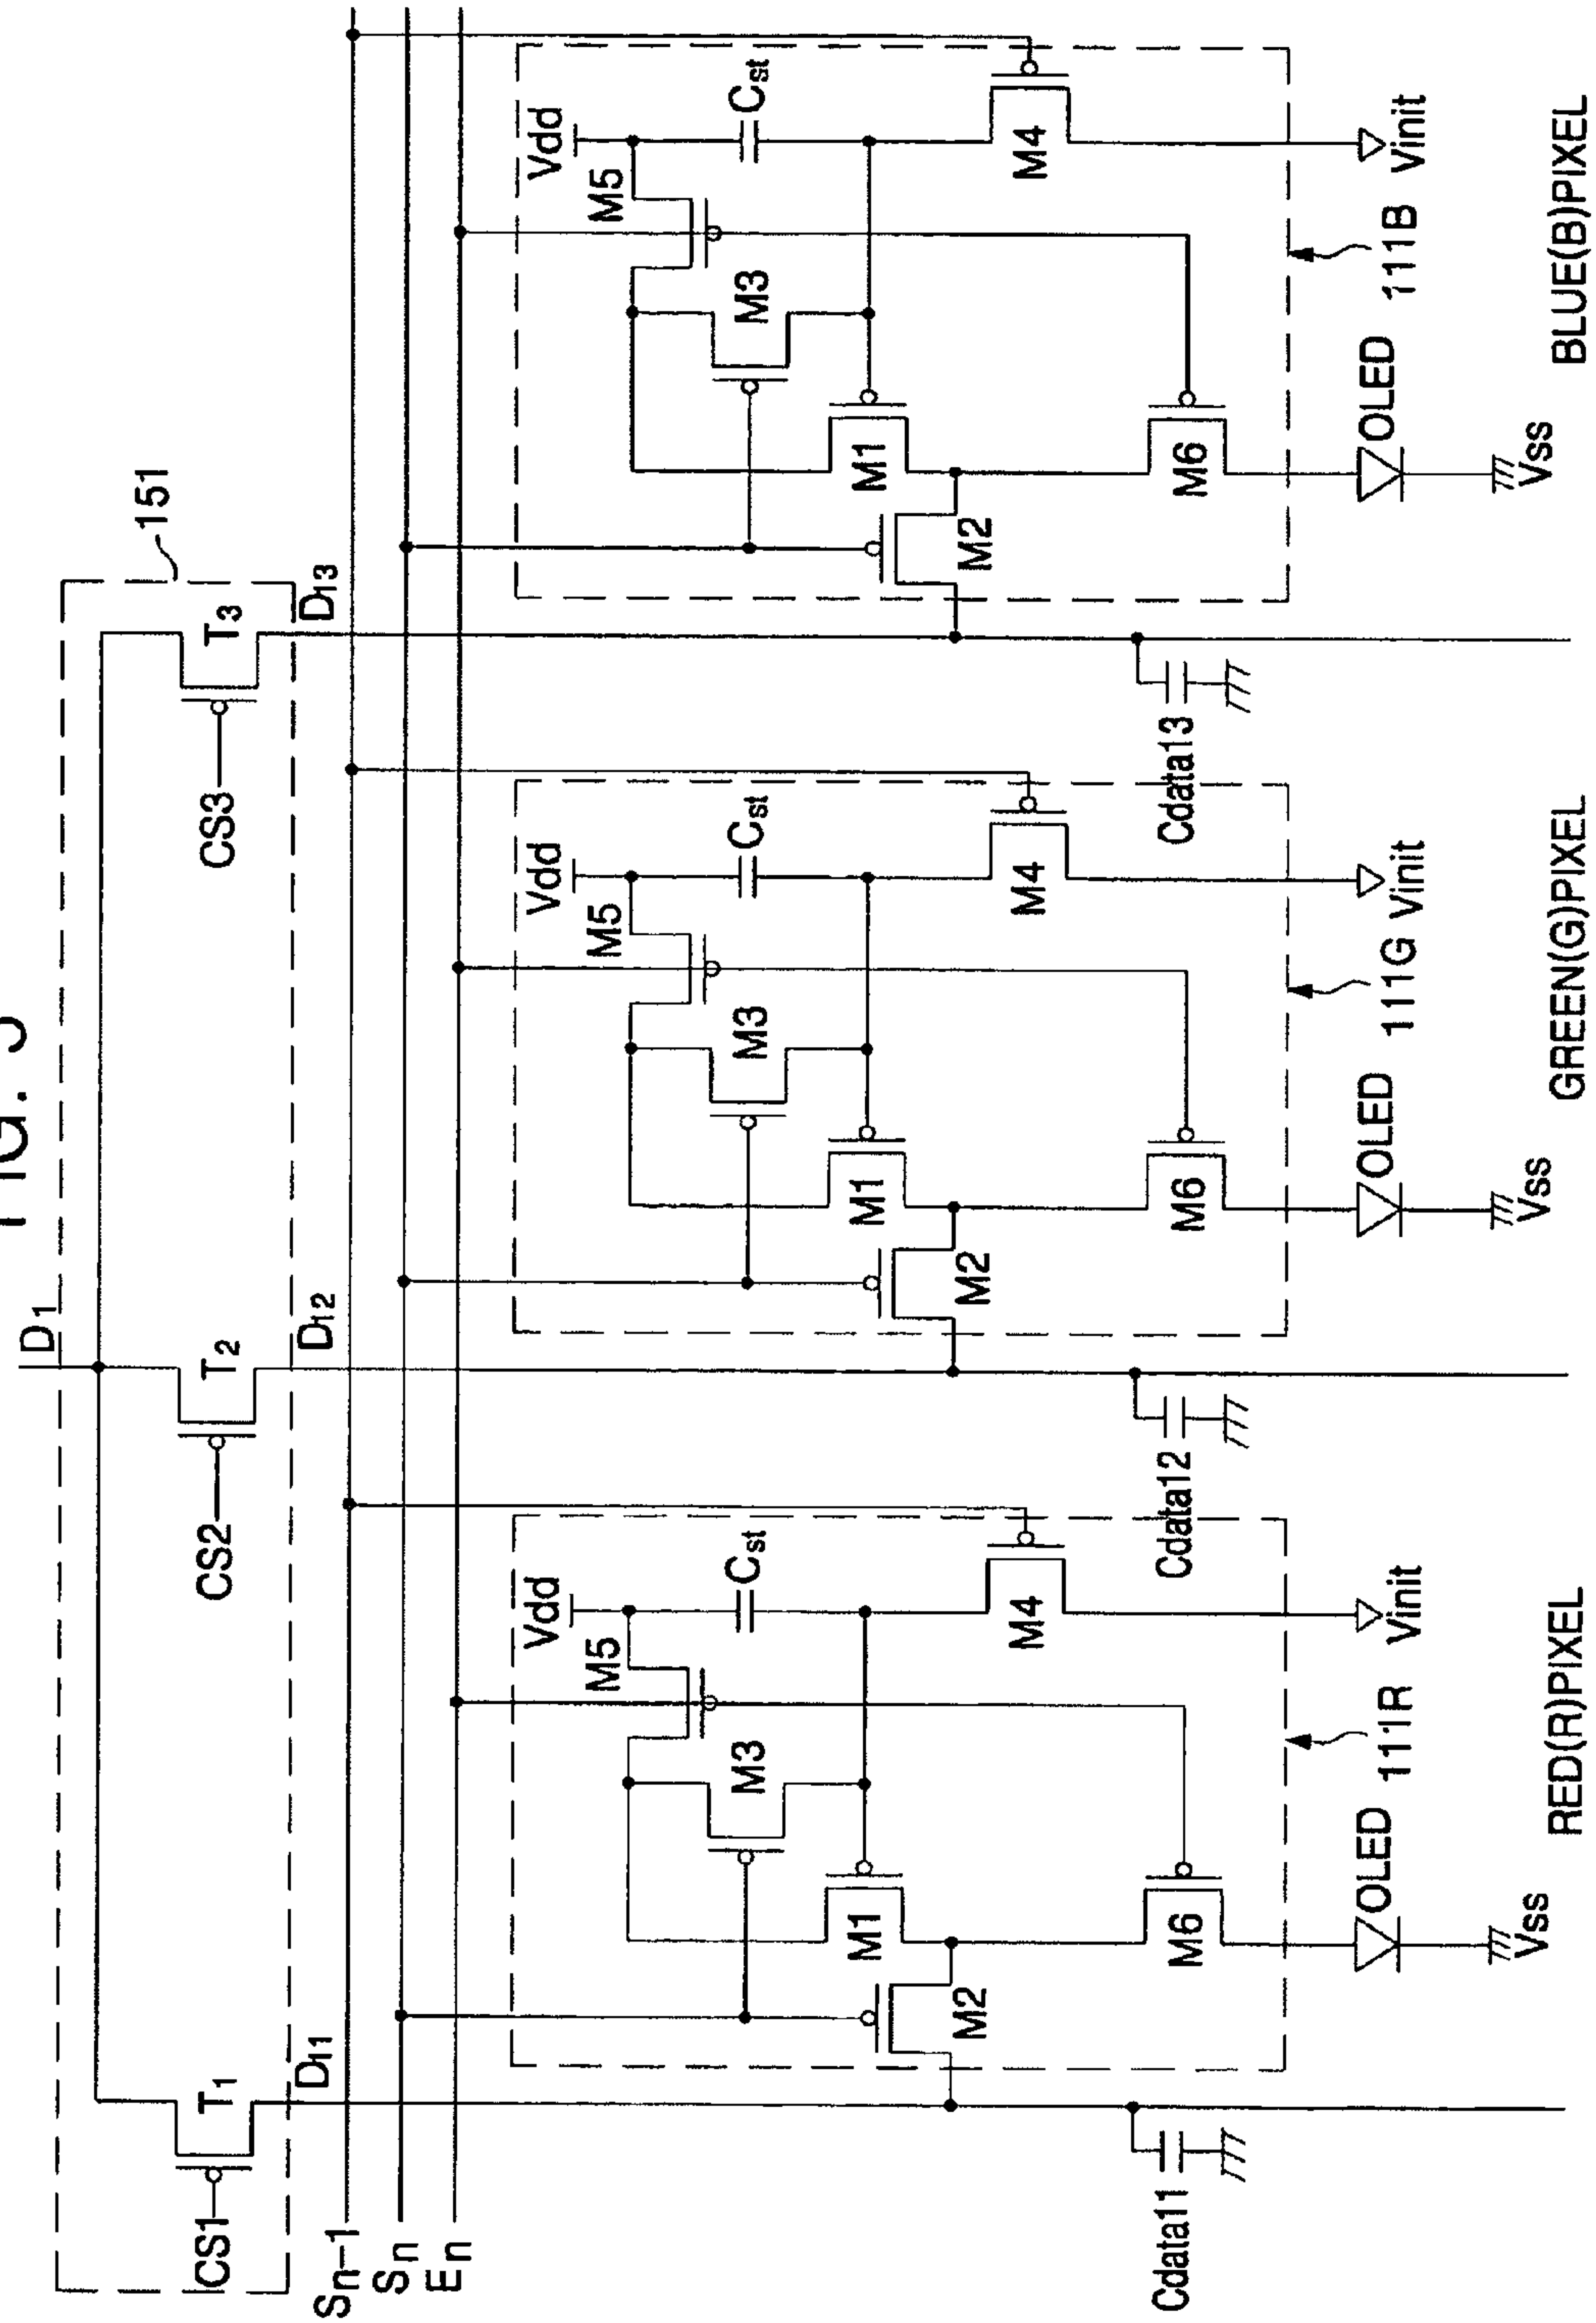 FIG.
D1
151
CS1
T1
CS2
T2
CS3
T3
D11
D12
D13
Sn-1
Sn
En
Vdd
M5
Cst
M3
M1
M2
M4
M6
Cdata11
OLED
111R
Vinit
Vss
RED(R)PIXEL
Vdd
M5
Cst
M3
M1
M2
M4
M6
Cdata12
OLED
111G
Vinit
Vss
GREEN(G)PIXEL
Vdd
M5
Cst
M3
M1
M2
M4
M6
Cdata13
OLED
111B
Vinit
Vss
BLUE(B)PIXEL